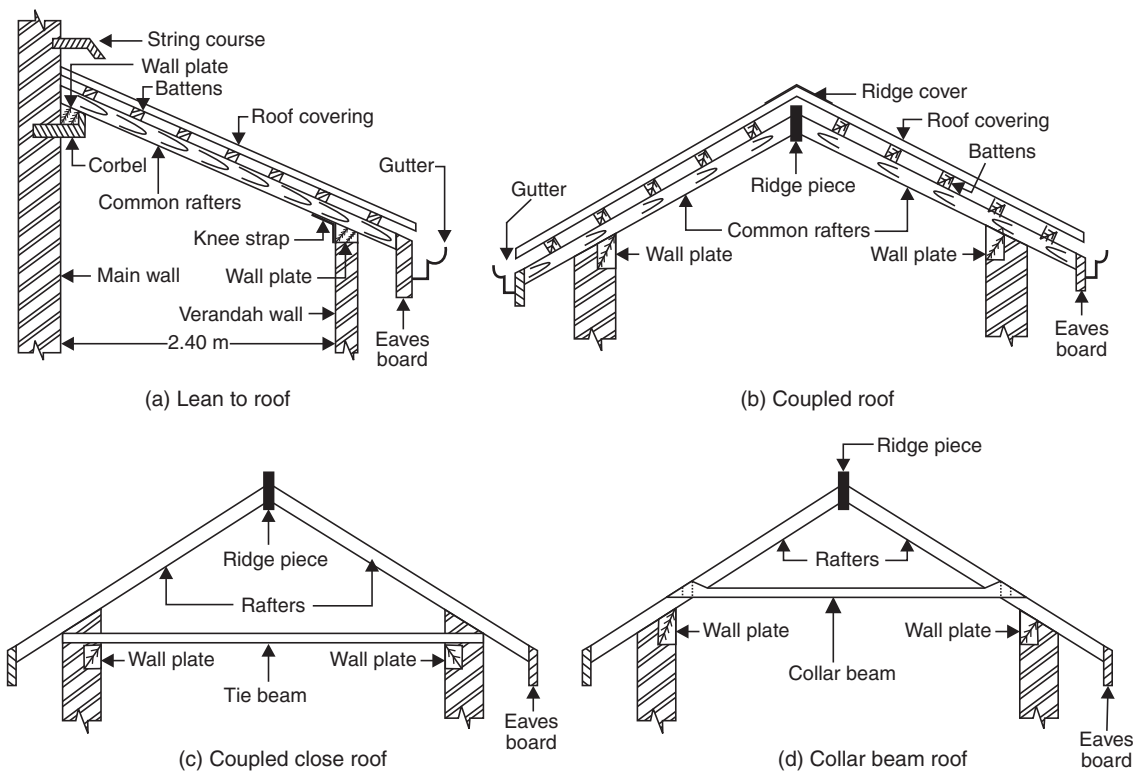 String course
Wall plate
Battens
Roof covering
Corbel
Common rafters
Gutter
Knee strap
Wall plate
Main wall
Verandah wall
2.40 m
Eaves
board
(a) Lean to roof
Ridge cover
Roof covering
Battens
Ridge piece
Gutter
Common rafters
Wall plate
Wall plate
Eaves
board
(b) Coupled roof
Ridge piece
Rafters
Wall plate
Wall plate
Tie beam
Eaves
board
(c) Coupled close roof
Ridge piece
Rafters
Wall plate
Wall plate
Collar beam
Eaves
board
(d) Collar beam roof